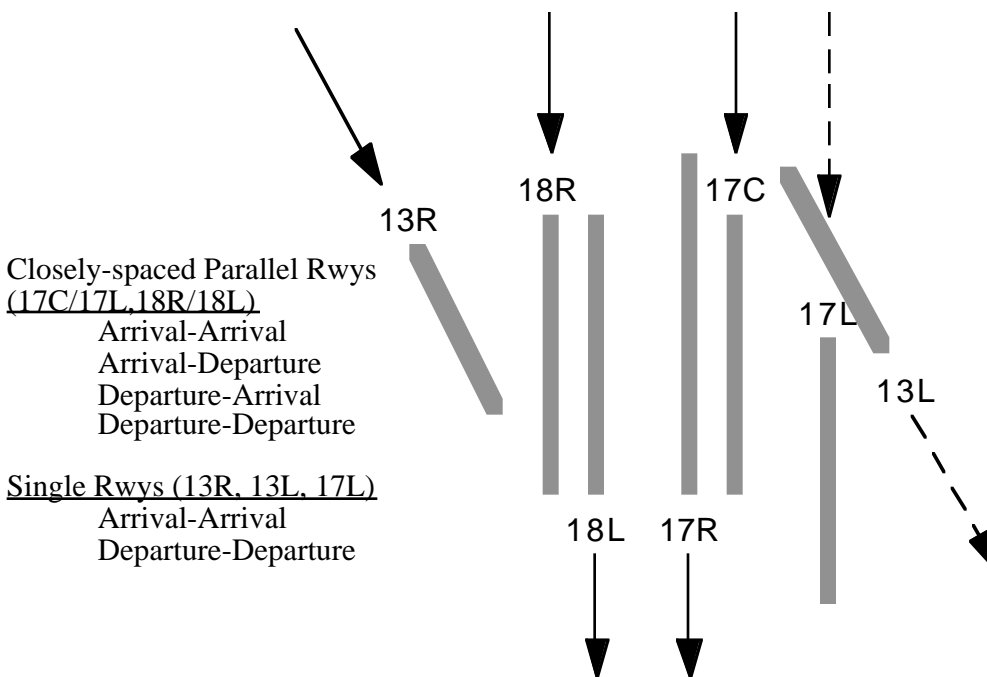 18R
17C
13R
Closely-spaced Parallel Rwys
(17C/17L,18R/18L)
Arrival-Arrival
Arrival-Departure
Departure-Arrival
Departure-Departure
17L
13L
Single Rwys (13R, 13L, 17L)
Arrival-Arrival
Departure-Departure
18L
17R